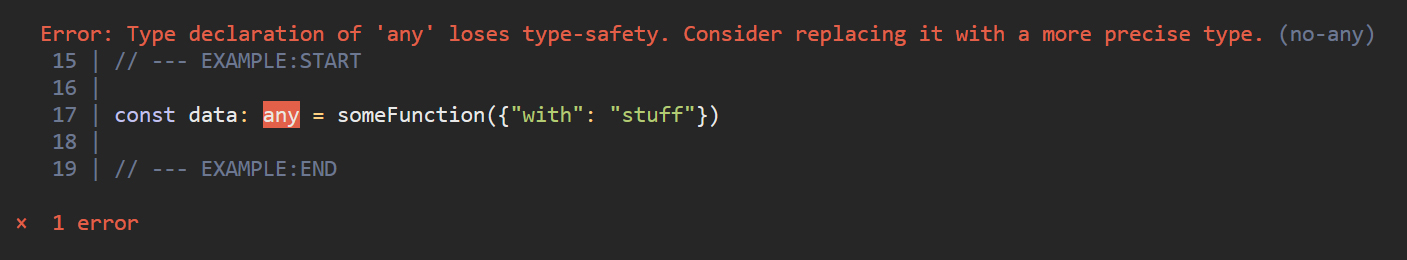 Error: Type declaration of 'any' loses type-safety. Consider replacing it with a more precise type. (no-any)
15 | // --- EXAMPLE:START
16 |
17 | const data: any = someFunction({"with": "stuff"})
18 |
19 | // --- EXAMPLE:END
× 1 error